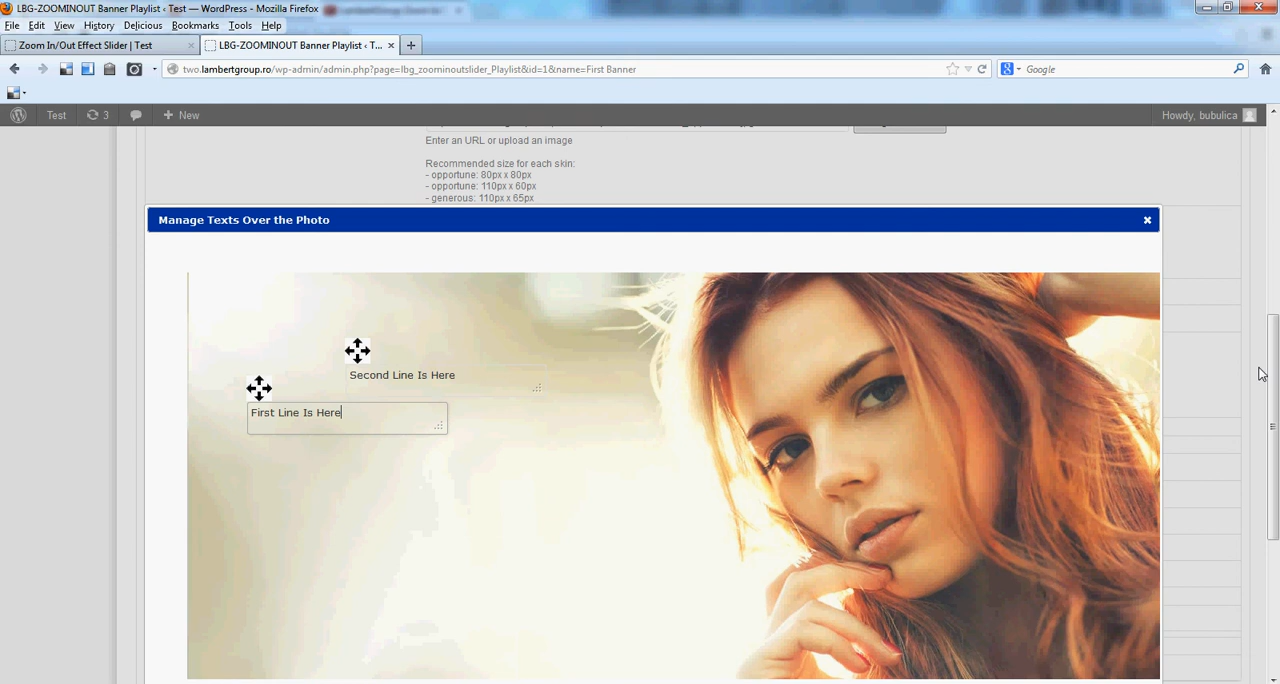 LBG-ZOOMINOUT Banner Playlist ‹ Test — WordPress - Mozilla Firefox
File Edit View History Delicious Bookmarks Tools Help
Zoom In/Out Effect Slider | Test
LBG-ZOOMINOUT Banner Playlist ‹ T...
two.lambertgroup.ro/wp-admin/admin.php?page=lbg_zoominoutslider_Playlist&id=1&name=First Banner
Google
Test 3 New Howdy, bubulica
Enter an URL or upload an image
Recommended size for each skin:
- opportune: 80px x 80px
- opportune: 110px x 60px
- generous: 110px x 65px
Manage Texts Over the Photo
Second Line Is Here
First Line Is Here